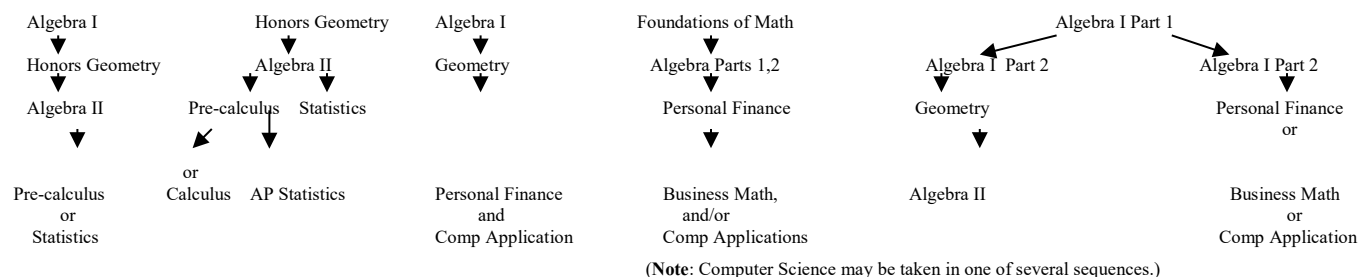 Algebra I Honors Geometry Algebra I Foundations of Math Algebra I Part 1
Honors Geometry Algebra II Geometry Algebra Parts 1,2 Algebra I Part 2 Algebra I Part 2
Algebra II Pre-calculus Statistics Personal Finance Geometry Personal Finance
or
or
Pre-calculus Calculus AP Statistics Personal Finance Business Math, Algebra II Business Math
or and and/or or
Statistics Comp Application Comp Applications Comp Application
(Note: Computer Science may be taken in one of several sequences.)